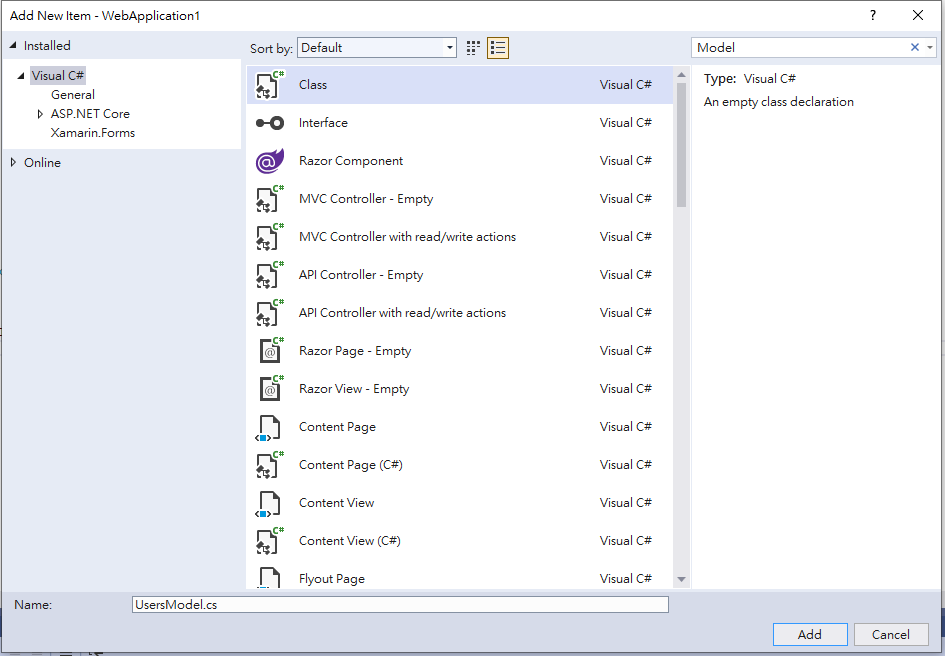 Add New Item - WebApplication1
?
Installed
Sort by: Default
Model
Visual C#
General
ASP.NET Core
Xamarin.Forms
Online
C# Class Visual C#
Interface Visual C#
@ Razor Component Visual C#
C# MVC Controller - Empty Visual C#
C# MVC Controller with read/write actions Visual C#
C# API Controller - Empty Visual C#
C# API Controller with read/write actions Visual C#
C# @ Razor Page - Empty Visual C#
C# @ Razor View - Empty Visual C#
Content Page Visual C#
C# Content Page (C#) Visual C#
Content View Visual C#
C# Content View (C#) Visual C#
Flyout Page Visual C#
Type: Visual C#
An empty class declaration
Name: UsersModel.cs
Add Cancel